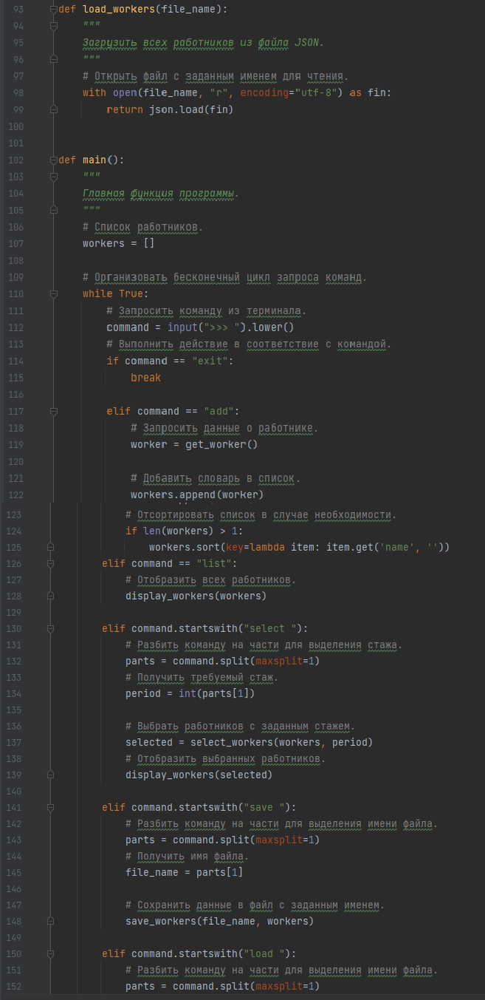 93 def load_workers(file_name):
94     """
95     Загрузить всех работников из файла JSON.
96     """
97     # Открыть файл с заданным именем для чтения.
98     with open(file_name, "r", encoding="utf-8") as fin:
99         return json.load(fin)
100
101
102 def main():
103     """
104     Главная функция программы.
105     """
106     # Список работников.
107     workers = []
108
109     # Организовать бесконечный цикл запроса команд.
110     while True:
111         # Запросить команду из терминала.
112         command = input(">>> ").lower()
113         # Выполнить действие в соответствие с командой.
114         if command == "exit":
115             break
116
117         elif command == "add":
118             # Запросить данные о работнике.
119             worker = get_worker()
120
121             # Добавить словарь в список.
122             workers.append(worker)
123             # Отсортировать список в случае необходимости.
124             if len(workers) > 1:
125                 workers.sort(key=lambda item: item.get('name', ''))
126         elif command == "list":
127             # Отобразить всех работников.
128             display_workers(workers)
129
130         elif command.startswith("select "):
131             # Разбить команду на части для выделения стажа.
132             parts = command.split(maxsplit=1)
133             # Получить требуемый стаж.
134             period = int(parts[1])
135
136             # Выбрать работников с заданным стажем.
137             selected = select_workers(workers, period)
138             # Отобразить выбранных работников.
139             display_workers(selected)
140
141         elif command.startswith("save "):
142             # Разбить команду на части для выделения имени файла.
143             parts = command.split(maxsplit=1)
144             # Получить имя файла.
145             file_name = parts[1]
146
147             # Сохранить данные в файл с заданным именем.
148             save_workers(file_name, workers)
149
150         elif command.startswith("load "):
151             # Разбить команду на части для выделения имени файла.
152             parts = command.split(maxsplit=1)